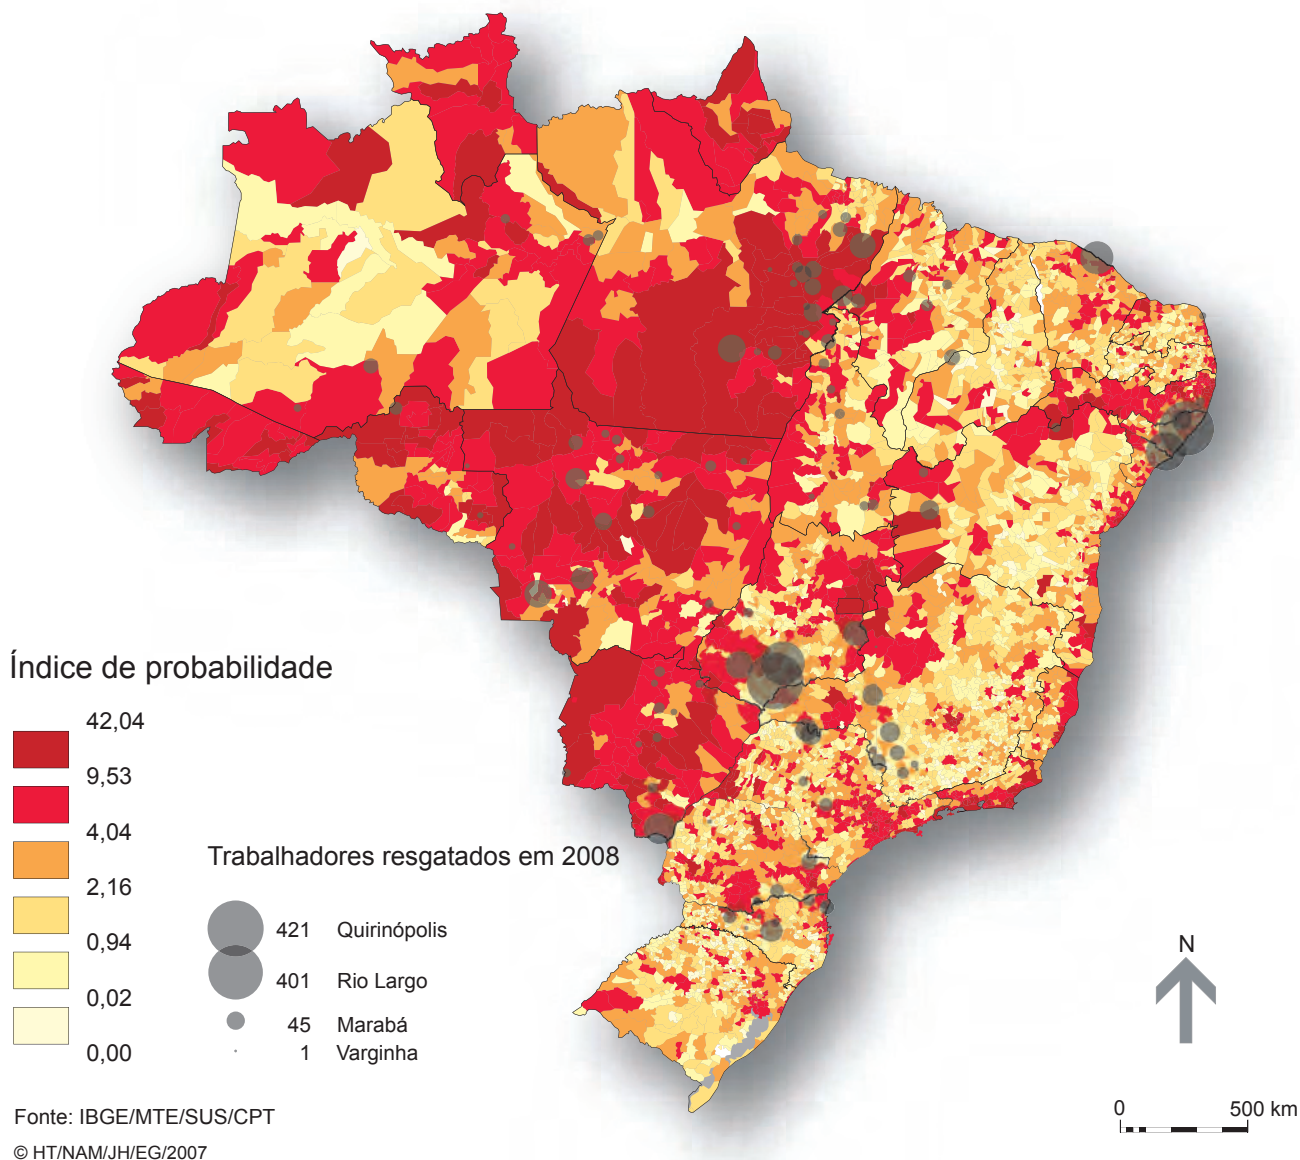 Índice de probabilidade
42,04
9,53
4,04
2,16
0,94
0,02
0,00
Trabalhadores resgatados em 2008
421 Quirinópolis
401 Rio Largo
45 Marabá
1 Varginha
Fonte: IBGE/MTE/SUS/CPT
© HT/NAM/JH/EG/2007
N
0 500 km